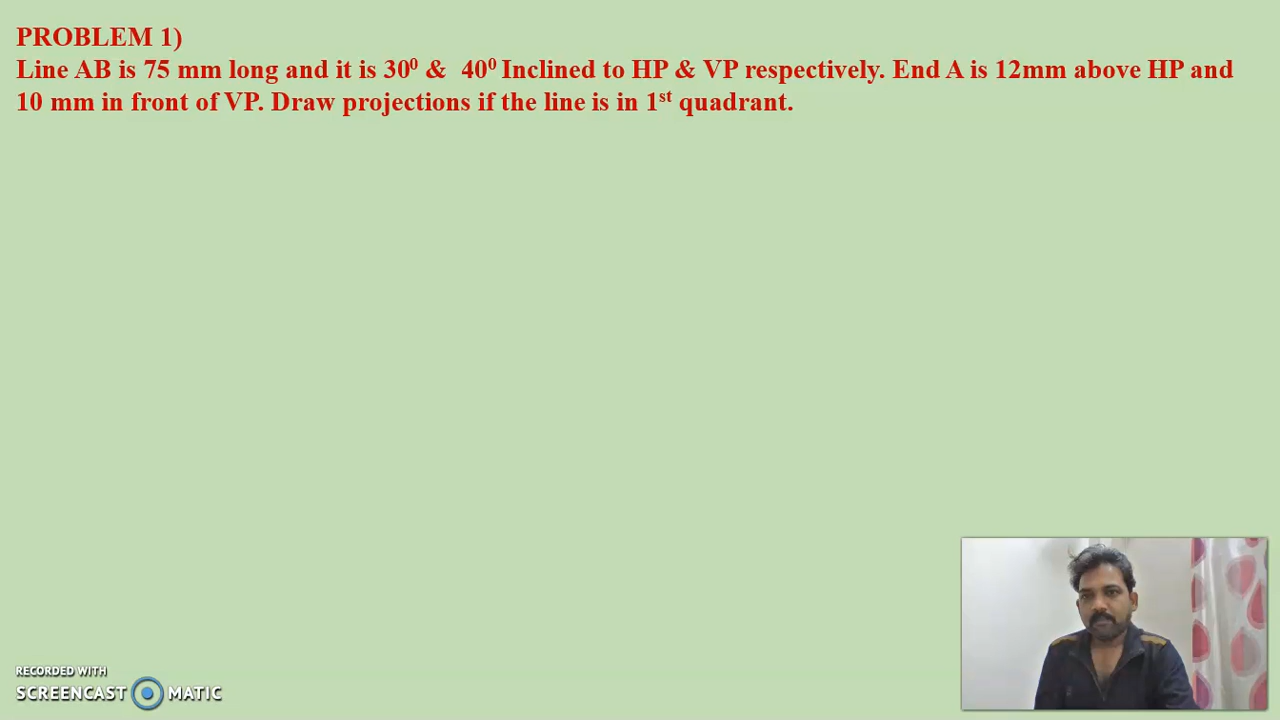 PROBLEM 1)
Line AB is 75 mm long and it is 30⁰ & 40⁰ Inclined to HP & VP respectively. End A is 12mm above HP and
10 mm in front of VP. Draw projections if the line is in 1ˢᵗ quadrant.
RECORDED WITH
SCREENCAST MATIC